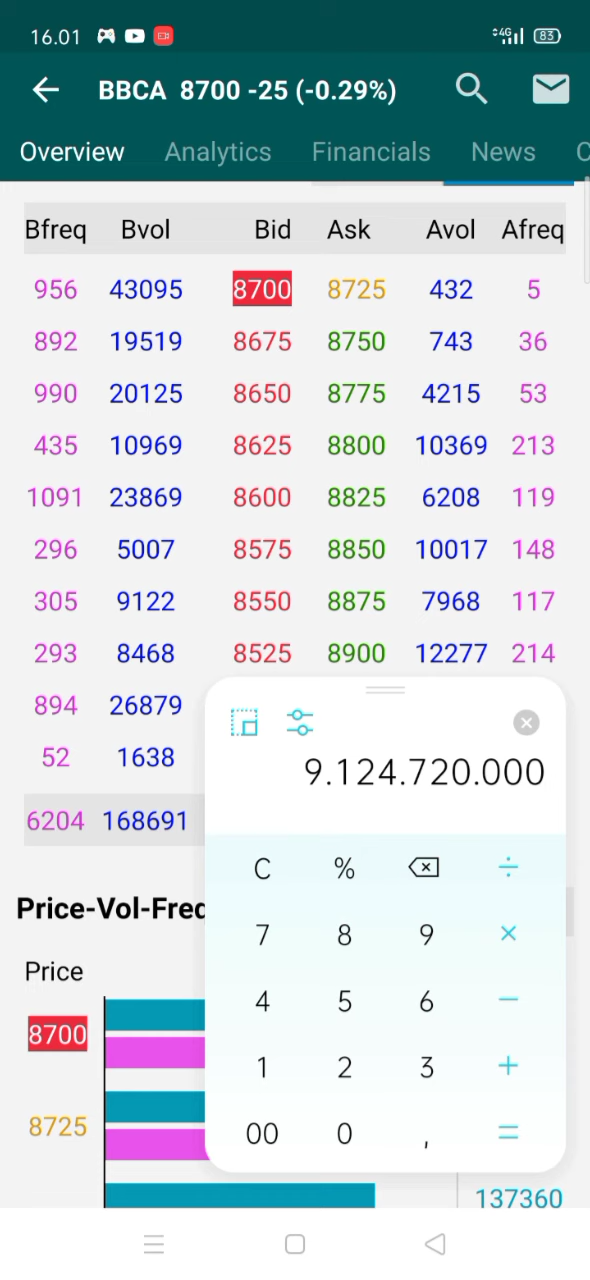 16.01 4G 83
BBCA 8700 -25 (-0.29%)
Overview Analytics Financials News C
Bfreq Bvol Bid Ask Avol Afreq
956 43095 8700 8725 432 5
892 19519 8675 8750 743 36
990 20125 8650 8775 4215 53
435 10969 8625 8800 10369 213
1091 23869 8600 8825 6208 119
296 5007 8575 8850 10017 148
305 9122 8550 8875 7968 117
293 8468 8525 8900 12277 214
894 26879
52 1638
6204 168691
9.124.720.000
C % ÷
7 8 9 ×
4 5 6 −
1 2 3 +
00 0 , =
Price-Vol-Freq
Price
8700
8725
137360